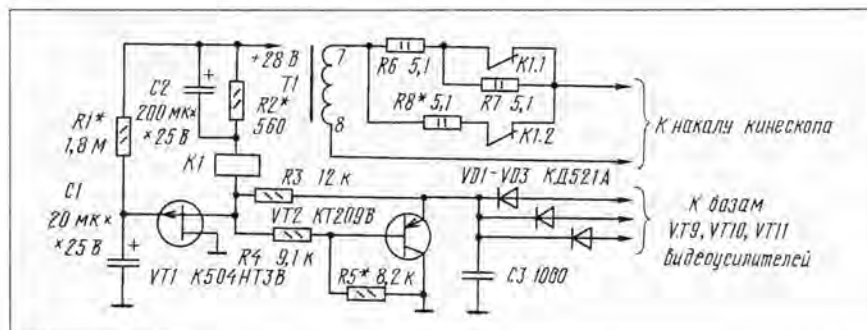 +28 В
C2
200 мк×
×25 В
R1*
1,8 М
R2*
560
T1
7
8
R6 5,1
K1.1
R7 5,1
R8* 5,1
K1.2
К накалу кинескопа
K1
R3 12 к
VD1-VD3 КД521А
C1
20 мк×
×25 В
VT2 КТ209В
К базам
VT9, VT10, VT11
видеоусилителей
R4
9,1 к
VT1 К504НТ3В
R5* 8,2 к
C3 1000